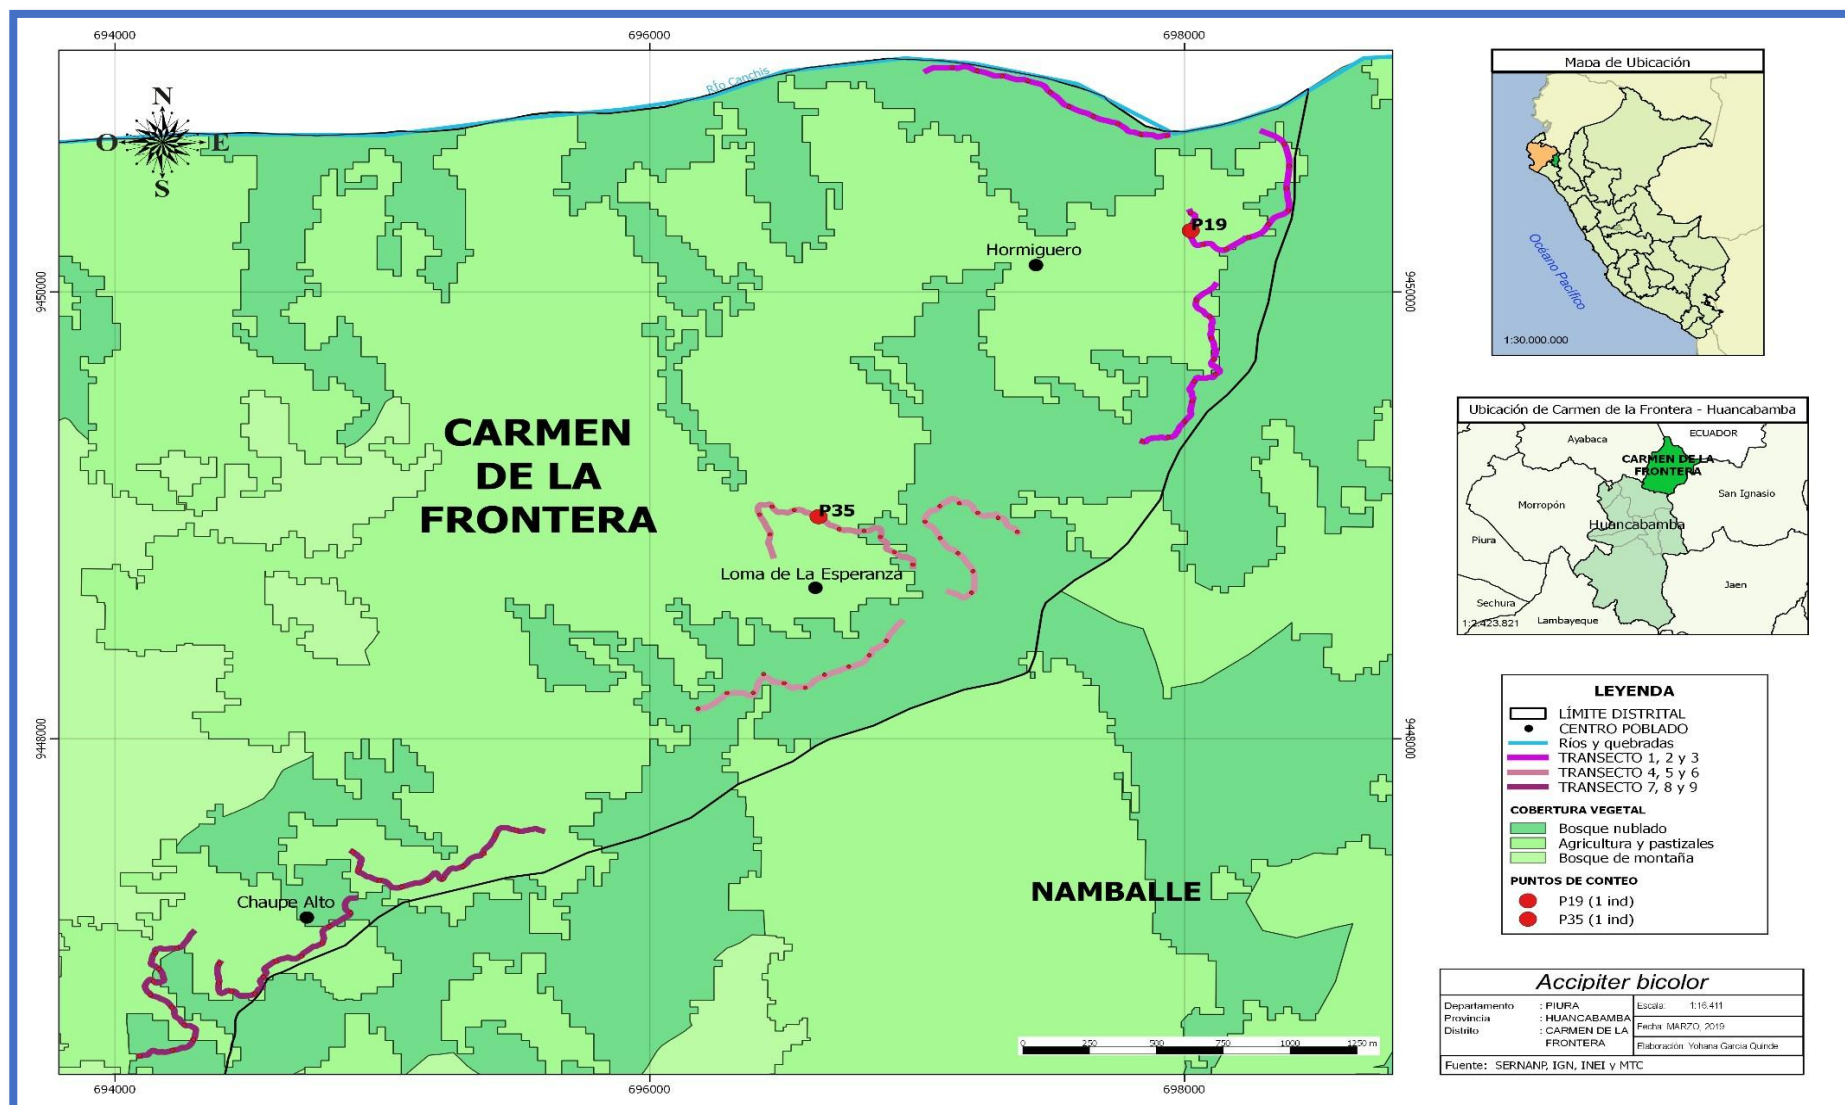 694000
696000
698000
Río Canchis
N
O
E
S
9450000
9450000
P19
Hormiguero
CARMEN
DE LA
FRONTERA
P35
Loma de La Esperanza
9448000
9448000
Chaupe Alto
NAMBALLE
0 250 500 750 1000 1250 m
694000
696000
698000
Mapa de Ubicación
Océano Pacífico
1:30.000.000
Ubicación de Carmen de la Frontera - Huancabamba
Ayabaca
ECUADOR
CARMEN DE LA
FRONTERA
Morropón
San Ignasio
Huancabamba
Piura
Jaen
Sechura
1:2.423.821
Lambayeque
LEYENDA
LÍMITE DISTRITAL
CENTRO POBLADO
Ríos y quebradas
TRANSECTO 1, 2 y 3
TRANSECTO 4, 5 y 6
TRANSECTO 7, 8 y 9
COBERTURA VEGETAL
Bosque nublado
Agricultura y pastizales
Bosque de montaña
PUNTOS DE CONTEO
P19 (1 ind)
P35 (1 ind)
Accipiter bicolor
Departamento : PIURA
Provincia : HUANCABAMBA
Distrito : CARMEN DE LA
FRONTERA
Escala: 1:16.411
Fecha: MARZO, 2019
Elaboración: Yohana Garcia Quinde
Fuente: SERNANP, IGN, INEI y MTC